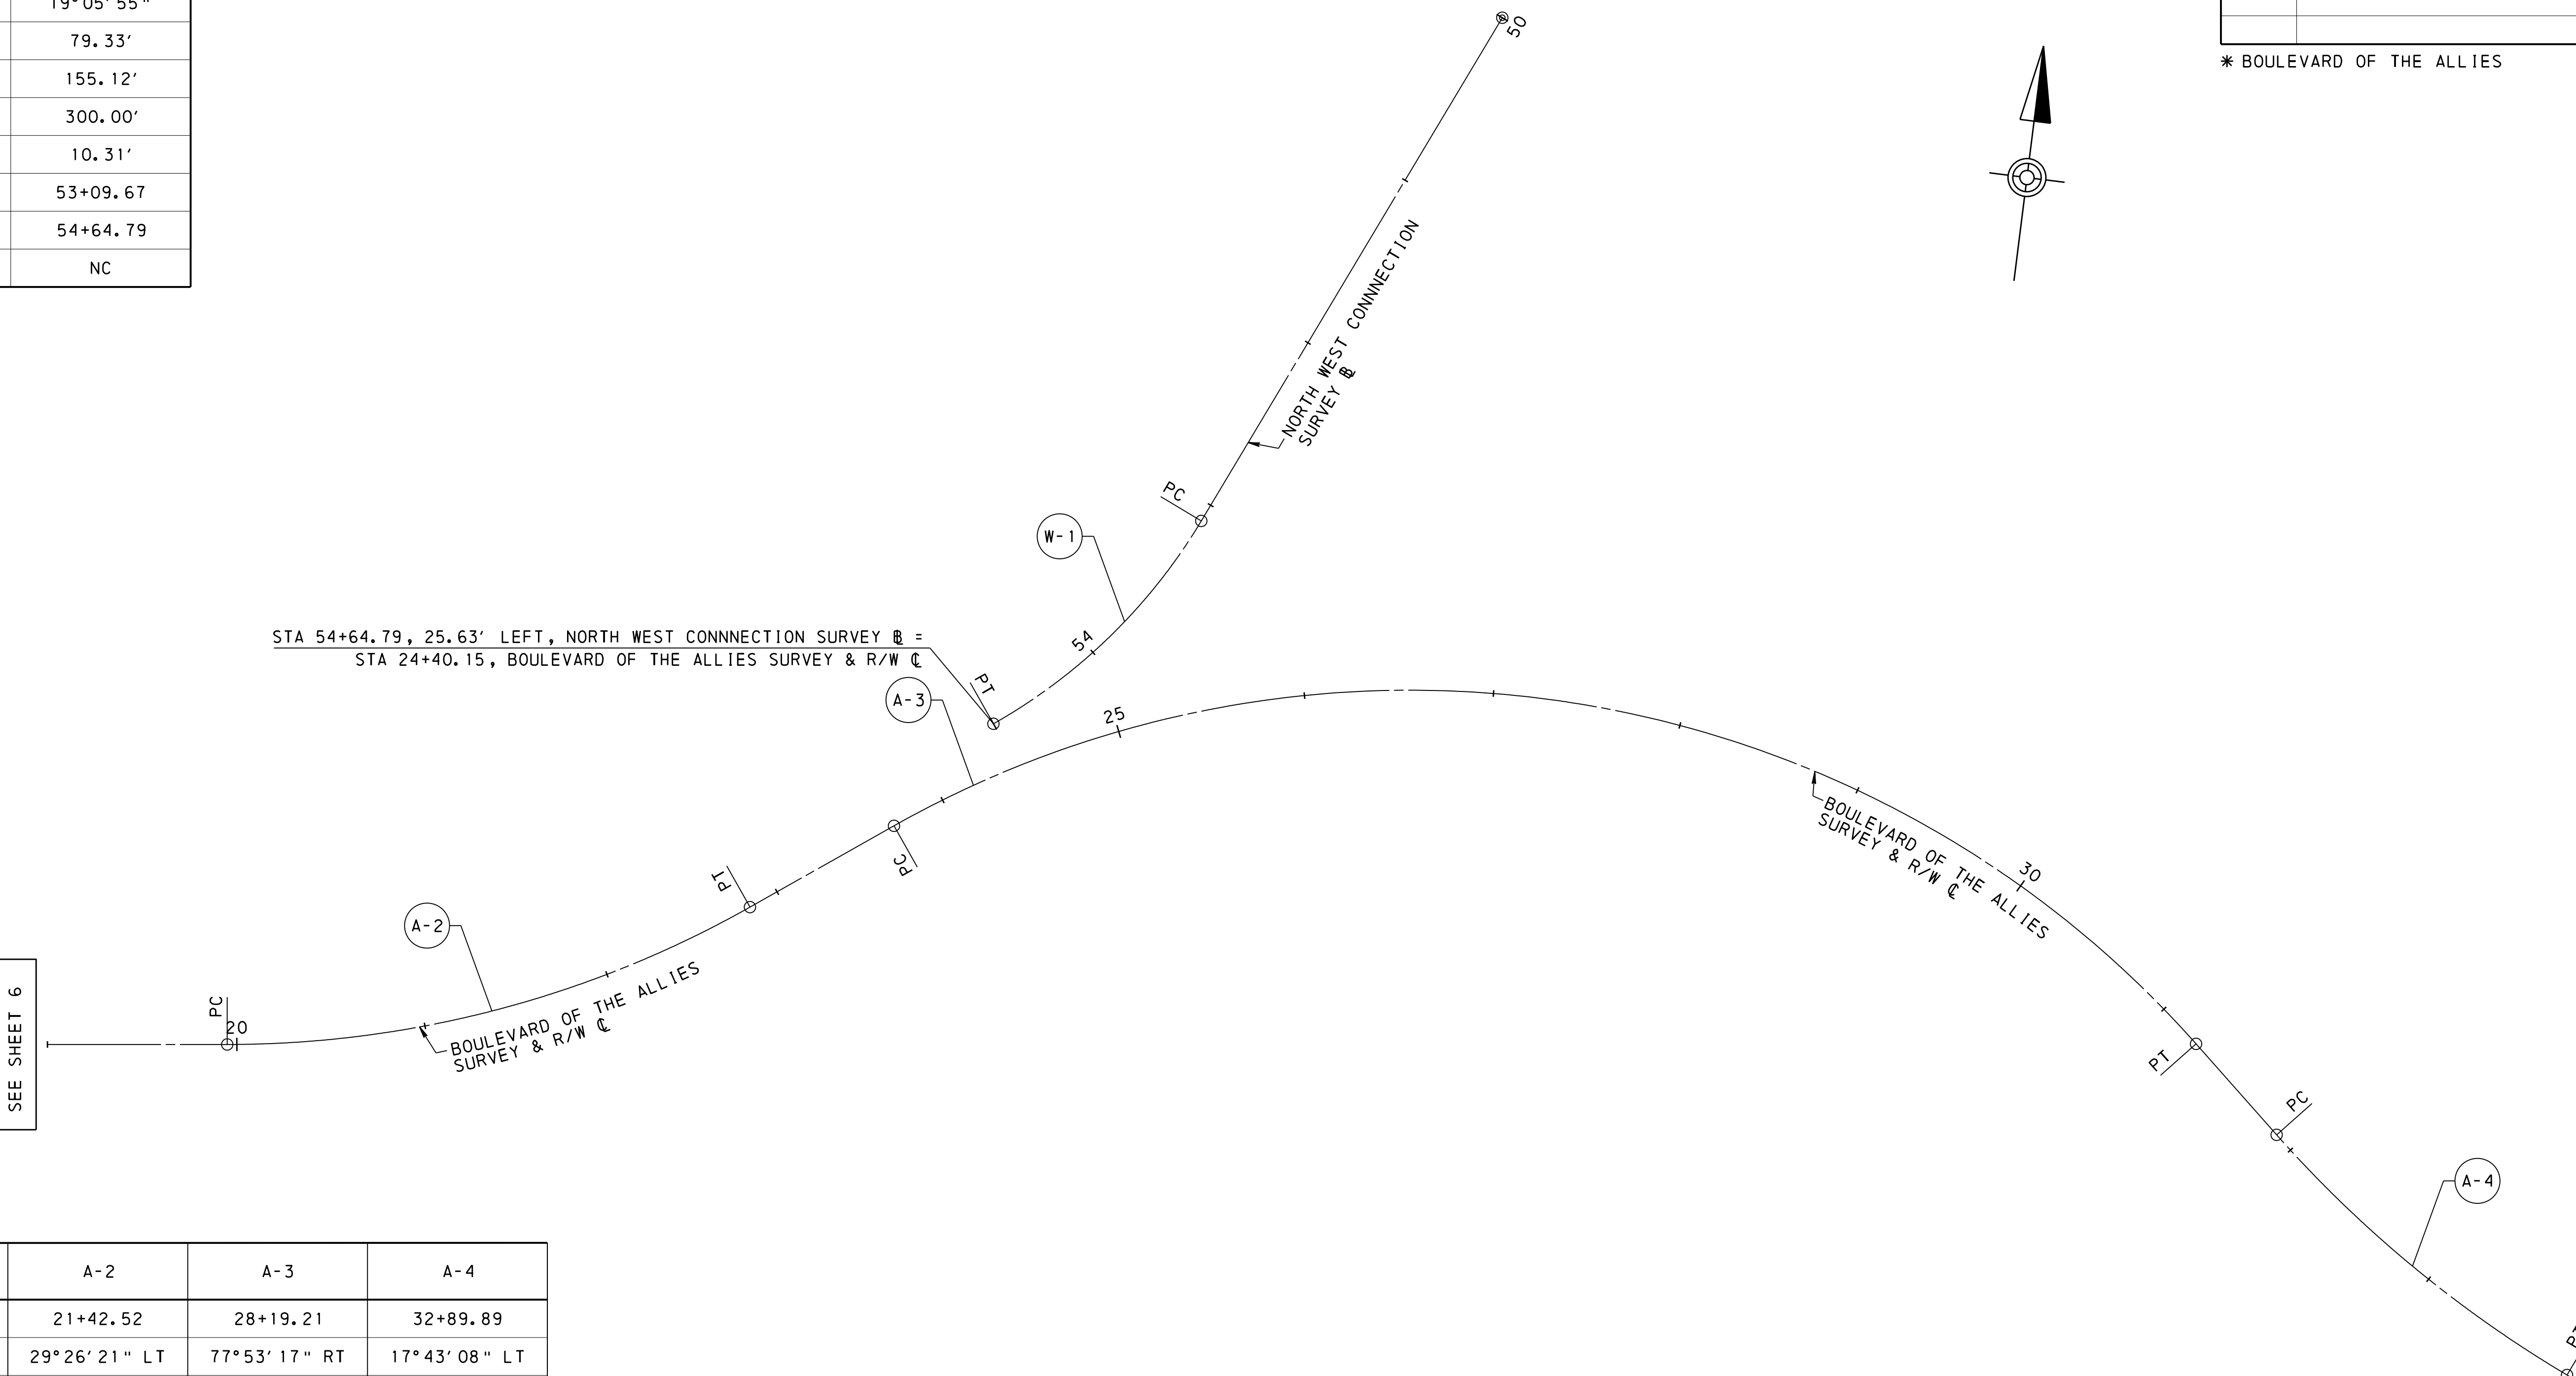 19°05'55"
79.33'
155.12'
300.00'
10.31'
53+09.67
54+64.79
NC
50
* BOULEVARD OF THE ALLIES
NORTH WEST CONNNECTION
SURVEY BL
PC
W-1
54
STA 54+64.79, 25.63' LEFT, NORTH WEST CONNNECTION SURVEY BL =
STA 24+40.15, BOULEVARD OF THE ALLIES SURVEY & R/W CL
PT
A-3
25
BOULEVARD OF THE ALLIES
SURVEY & R/W CL
30
PC
PT
A-2
BOULEVARD OF THE ALLIES
SURVEY & R/W CL
PC
20
SEE SHEET 6
PT
PC
A-4
A-2 A-3 A-4
21+42.52 28+19.21 32+89.89
29°26'21" LT 77°53'17" RT 17°43'08" LT